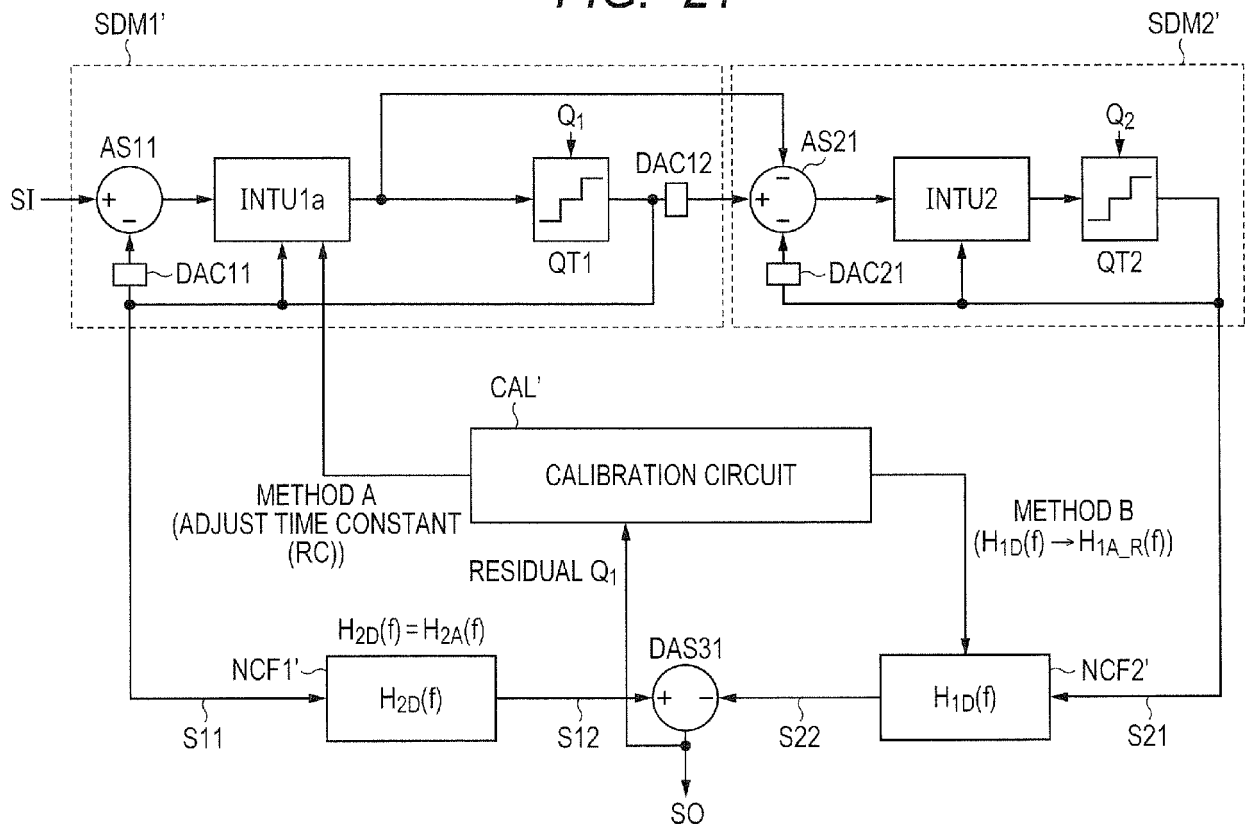 FIG. 21
SDM1'
SDM2'
AS11
Q1
DAC12
AS21
Q2
SI
+
−
INTU1a
QT1
+
−
−
INTU2
QT2
DAC11
DAC21
CAL'
CALIBRATION CIRCUIT
METHOD A
(ADJUST TIME CONSTANT
(RC))
METHOD B
(H1D(f) → H1A_R(f))
RESIDUAL Q1
H2D(f) = H2A(f)
NCF1'
H2D(f)
DAS31
+
−
NCF2'
H1D(f)
S11
S12
S22
S21
SO